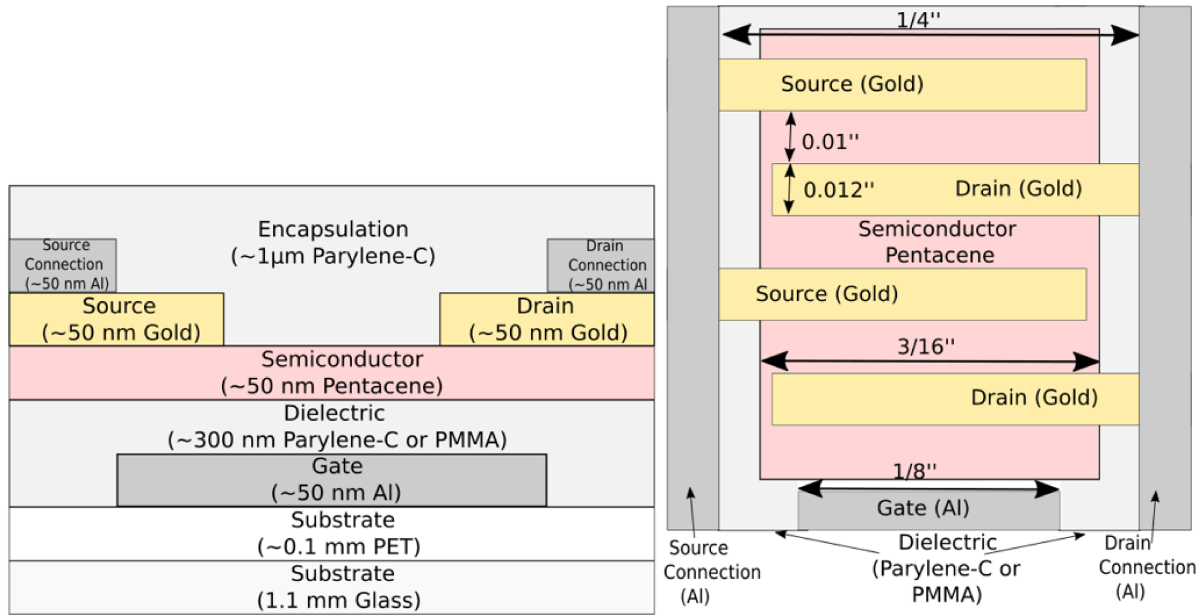 Encapsulation
(~1μm Parylene-C)
Source
Connection
(~50 nm Al)
Drain
Connection
(~50 nm Al
Source
(~50 nm Gold)
Drain
(~50 nm Gold)
Semiconductor
(~50 nm Pentacene)
Dielectric
(~300 nm Parylene-C or PMMA)
Gate
(~50 nm Al)
Substrate
(~0.1 mm PET)
Substrate
(1.1 mm Glass)
1/4''
Source (Gold)
0.01''
0.012''
Drain (Gold)
Semiconductor
Pentacene
Source (Gold)
3/16''
Drain (Gold)
1/8''
Gate (Al)
Source
Connection
(Al)
Dielectric
(Parylene-C or
PMMA)
Drain
Connection
(Al)